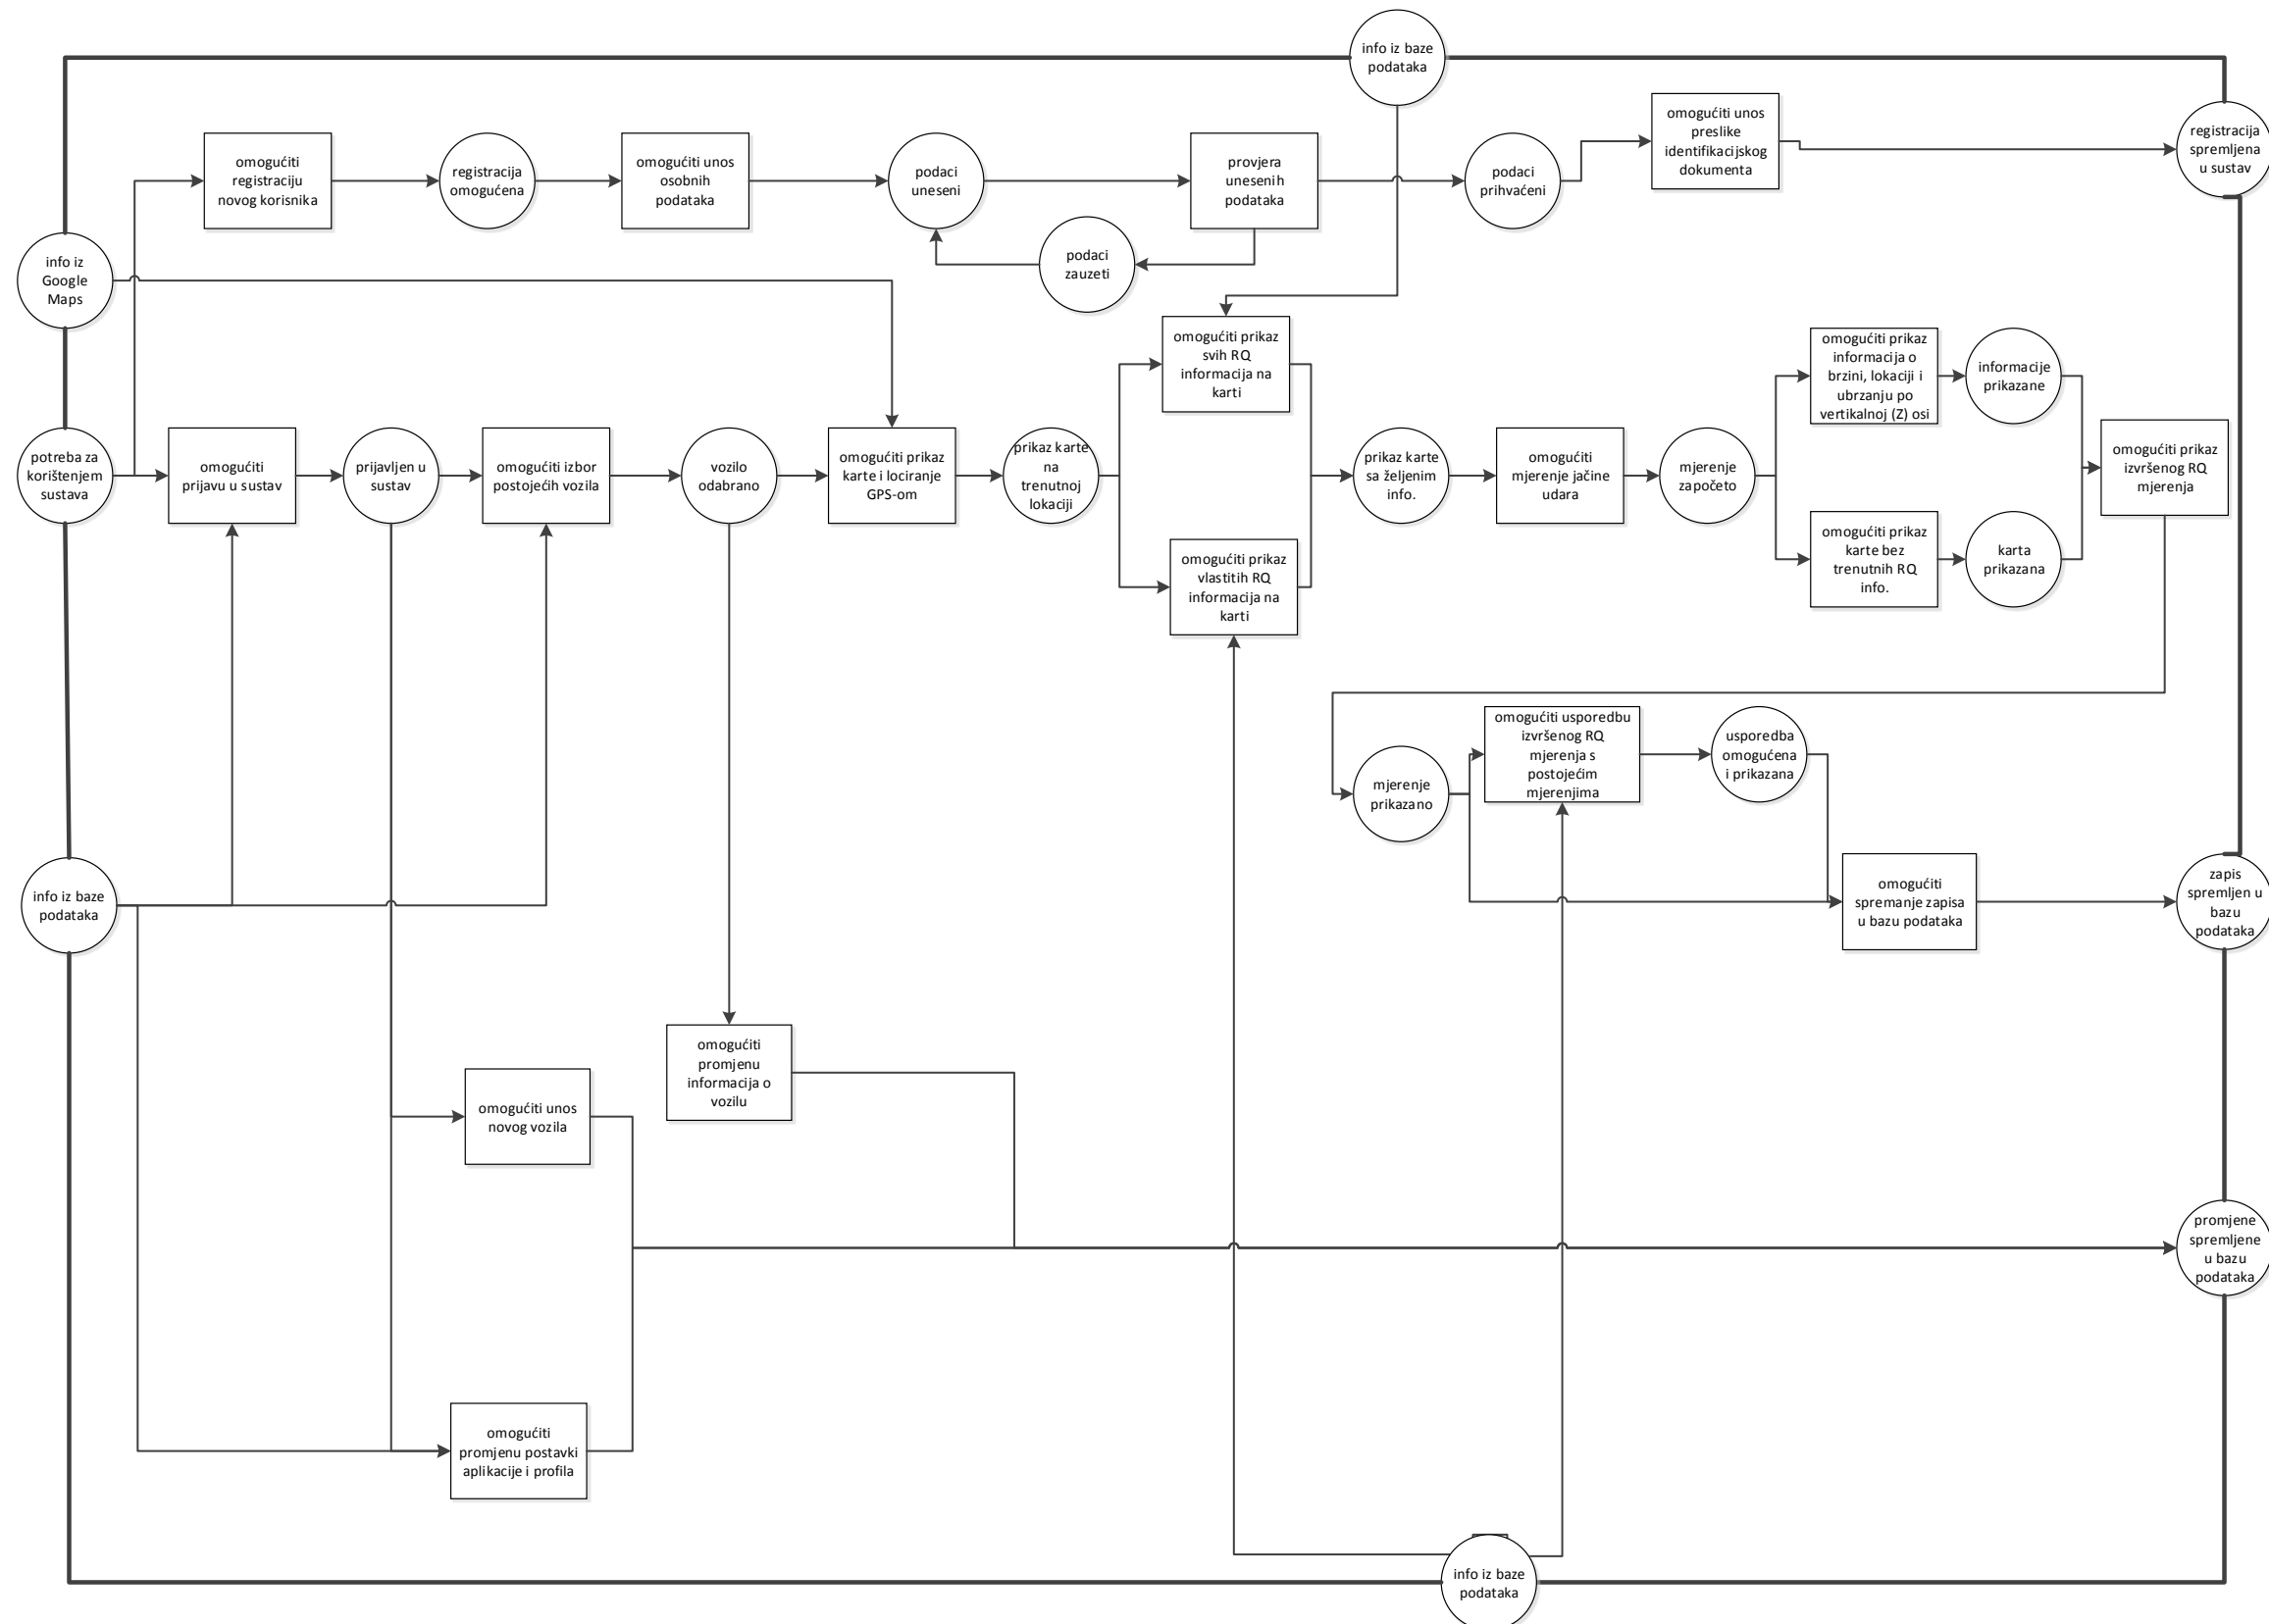 info iz baze
podataka
omogućiti unos
preslike
identifikacijskog
dokumenta
registracija
spremljena
u sustav
omogućiti
registraciju
novog korisnika
registracija
omogućena
omogućiti unos
osobnih
podataka
podaci
uneseni
provjera
unesenih
podataka
podaci
prihvaćeni
info iz
Google
Maps
podaci
zauzeti
omogućiti prikaz
svih RQ
informacija na
karti
omogućiti prikaz
informacija o
brzini, lokaciji i
ubrzanju po
vertikalnoj (Z) osi
informacije
prikazane
potreba za
korištenjem
sustava
omogućiti
prijavu u sustav
prijavljen u
sustav
omogućiti izbor
postojećih vozila
vozilo
odabrano
omogućiti prikaz
karte i lociranje
GPS-om
prikaz karte
na
trenutnoj
lokaciji
prikaz karte
sa željenim
info.
omogućiti
mjerenje jačine
udara
mjerenje
započeto
omogućiti prikaz
izvršenog RQ
mjerenja
omogućiti prikaz
vlastitih RQ
informacija na
karti
omogućiti prikaz
karte bez
trenutnih RQ
info.
karta
prikazana
omogućiti usporedbu
izvršenog RQ
mjerenja s
postojećim
mjerenjima
usporedba
omogućena
i prikazana
mjerenje
prikazano
info iz baze
podataka
omogućiti
spremanje zapisa
u bazu podataka
zapis
spremljen u
bazu
podataka
omogućiti
promjenu
informacija o
vozilu
omogućiti unos
novog vozila
promjene
spremljene
u bazu
podataka
omogućiti
promjenu postavki
aplikacije i profila
info iz baze
podataka